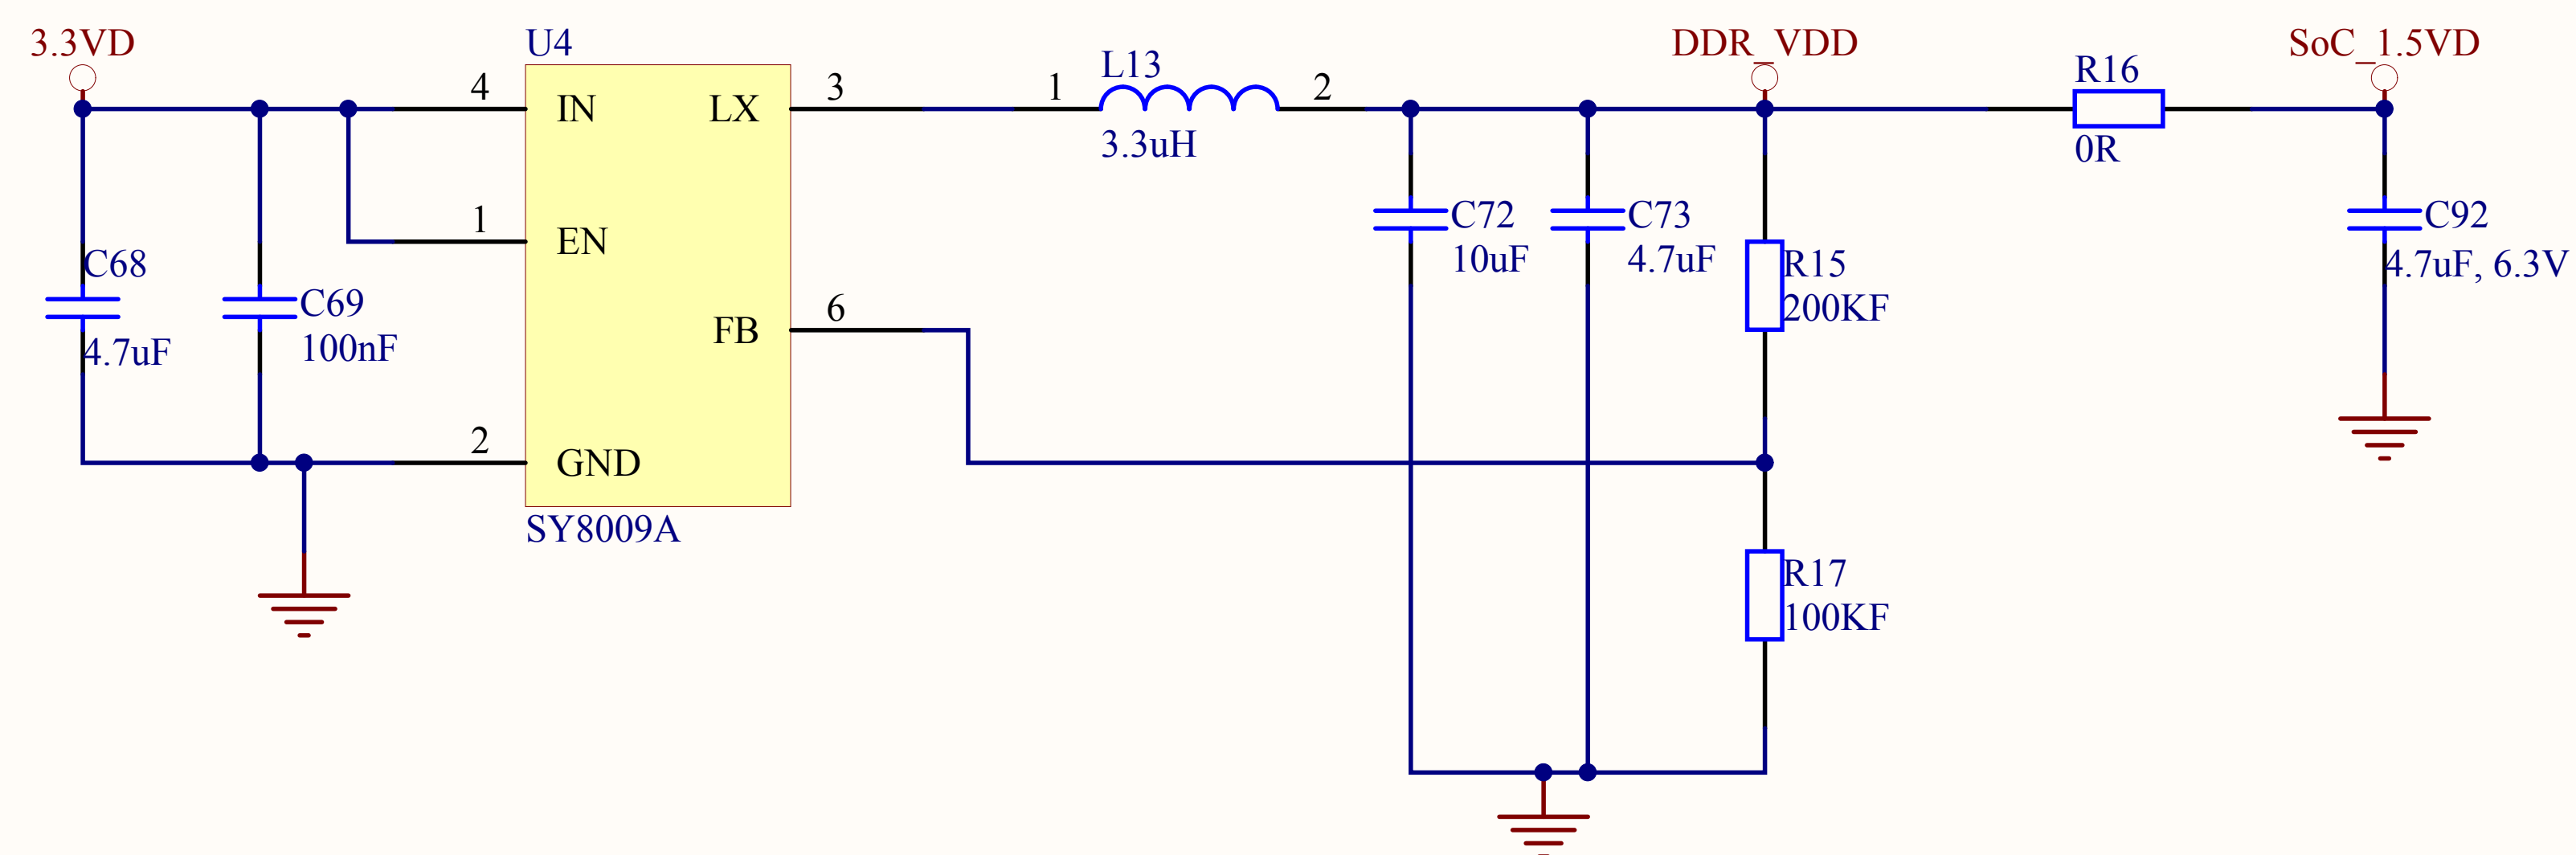 3.3VD
U4
4
IN
LX
3
1
L13
3.3uH
2
DDR_VDD
R16
0R
SoC_1.5VD
1
EN
C68
4.7uF
C69
100nF
FB
6
C72
10uF
C73
4.7uF
R15
200KF
C92
4.7uF, 6.3V
2
GND
SY8009A
R17
100KF